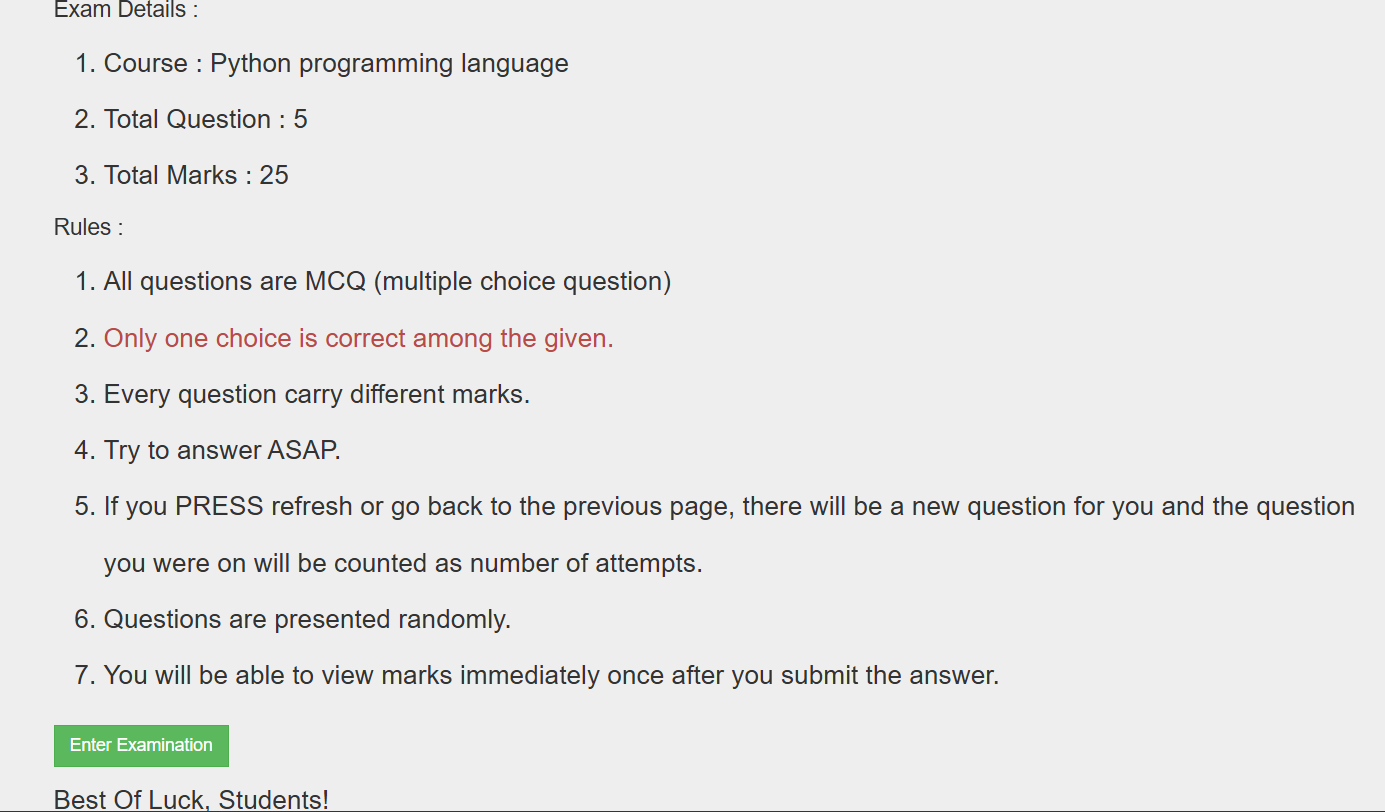 Exam Details :
1. Course : Python programming language
2. Total Question : 5
3. Total Marks : 25
Rules :
1. All questions are MCQ (multiple choice question)
2. Only one choice is correct among the given.
3. Every question carry different marks.
4. Try to answer ASAP.
5. If you PRESS refresh or go back to the previous page, there will be a new question for you and the question
you were on will be counted as number of attempts.
6. Questions are presented randomly.
7. You will be able to view marks immediately once after you submit the answer.
Enter Examination
Best Of Luck, Students!